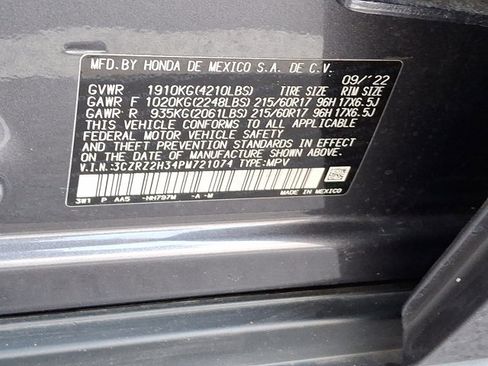 MFD.BY HONDA DE MEXICO S.A. DE C.V.
09/'22
GVWR 1910KG(4210LBS) TIRE SIZE RIM SIZE
GAWR F 1020KG(2248LBS) 215/60R17 96H 17X6.5J
GAWR R 935KG(2061LBS) 215/60R17 96H 17X6.5J
THIS VEHICLE CONFORMS TO ALL APPLICABLE
FEDERAL MOTOR VEHICLE SAFETY
AND THEFT PREVENTION STANDARDS IN EFFECT
ON THE DATE OF MANUFACTURE SHOWN ABOVE.
V.I.N.:3CZRZ2H34PM721074 TYPE:MPV
3W1 P AA5 -NH797M -A -M MADE IN MEXICO